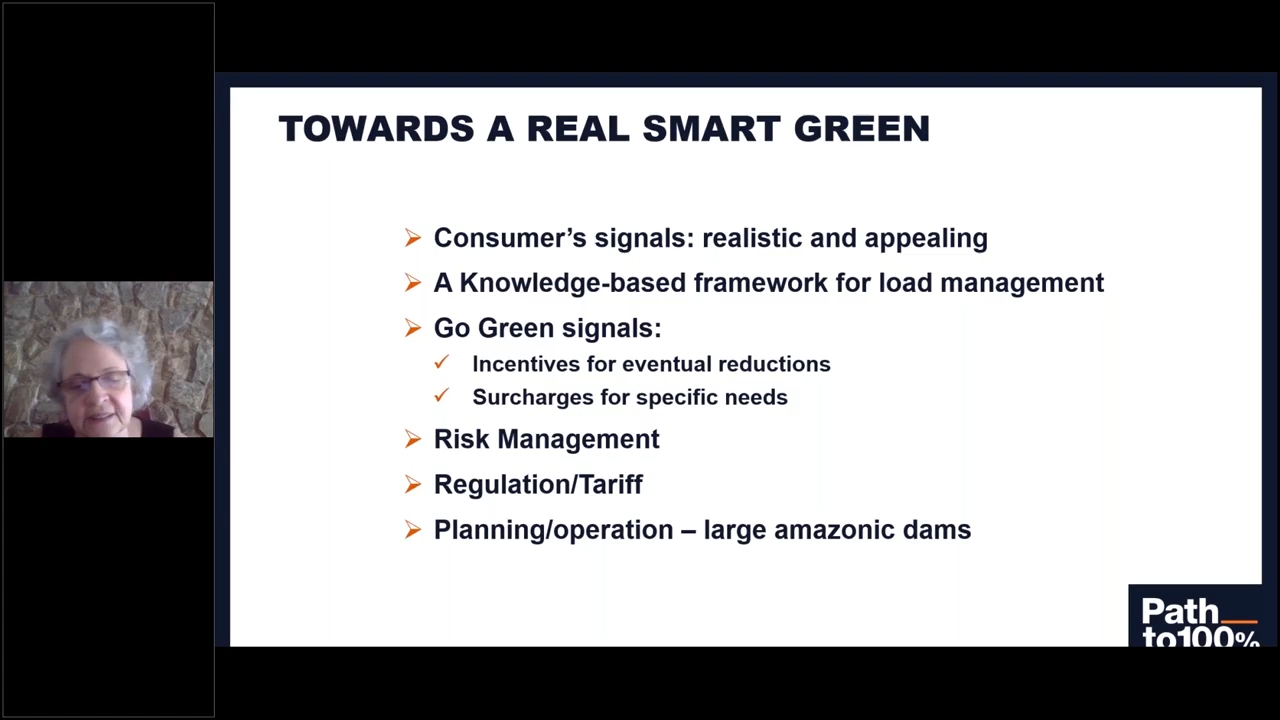 TOWARDS A REAL SMART GREEN
Consumer’s signals: realistic and appealing
A Knowledge-based framework for load management
Go Green signals:
Incentives for eventual reductions
Surcharges for specific needs
Risk Management
Regulation/Tariff
Planning/operation – large amazonic dams
Path
to100%